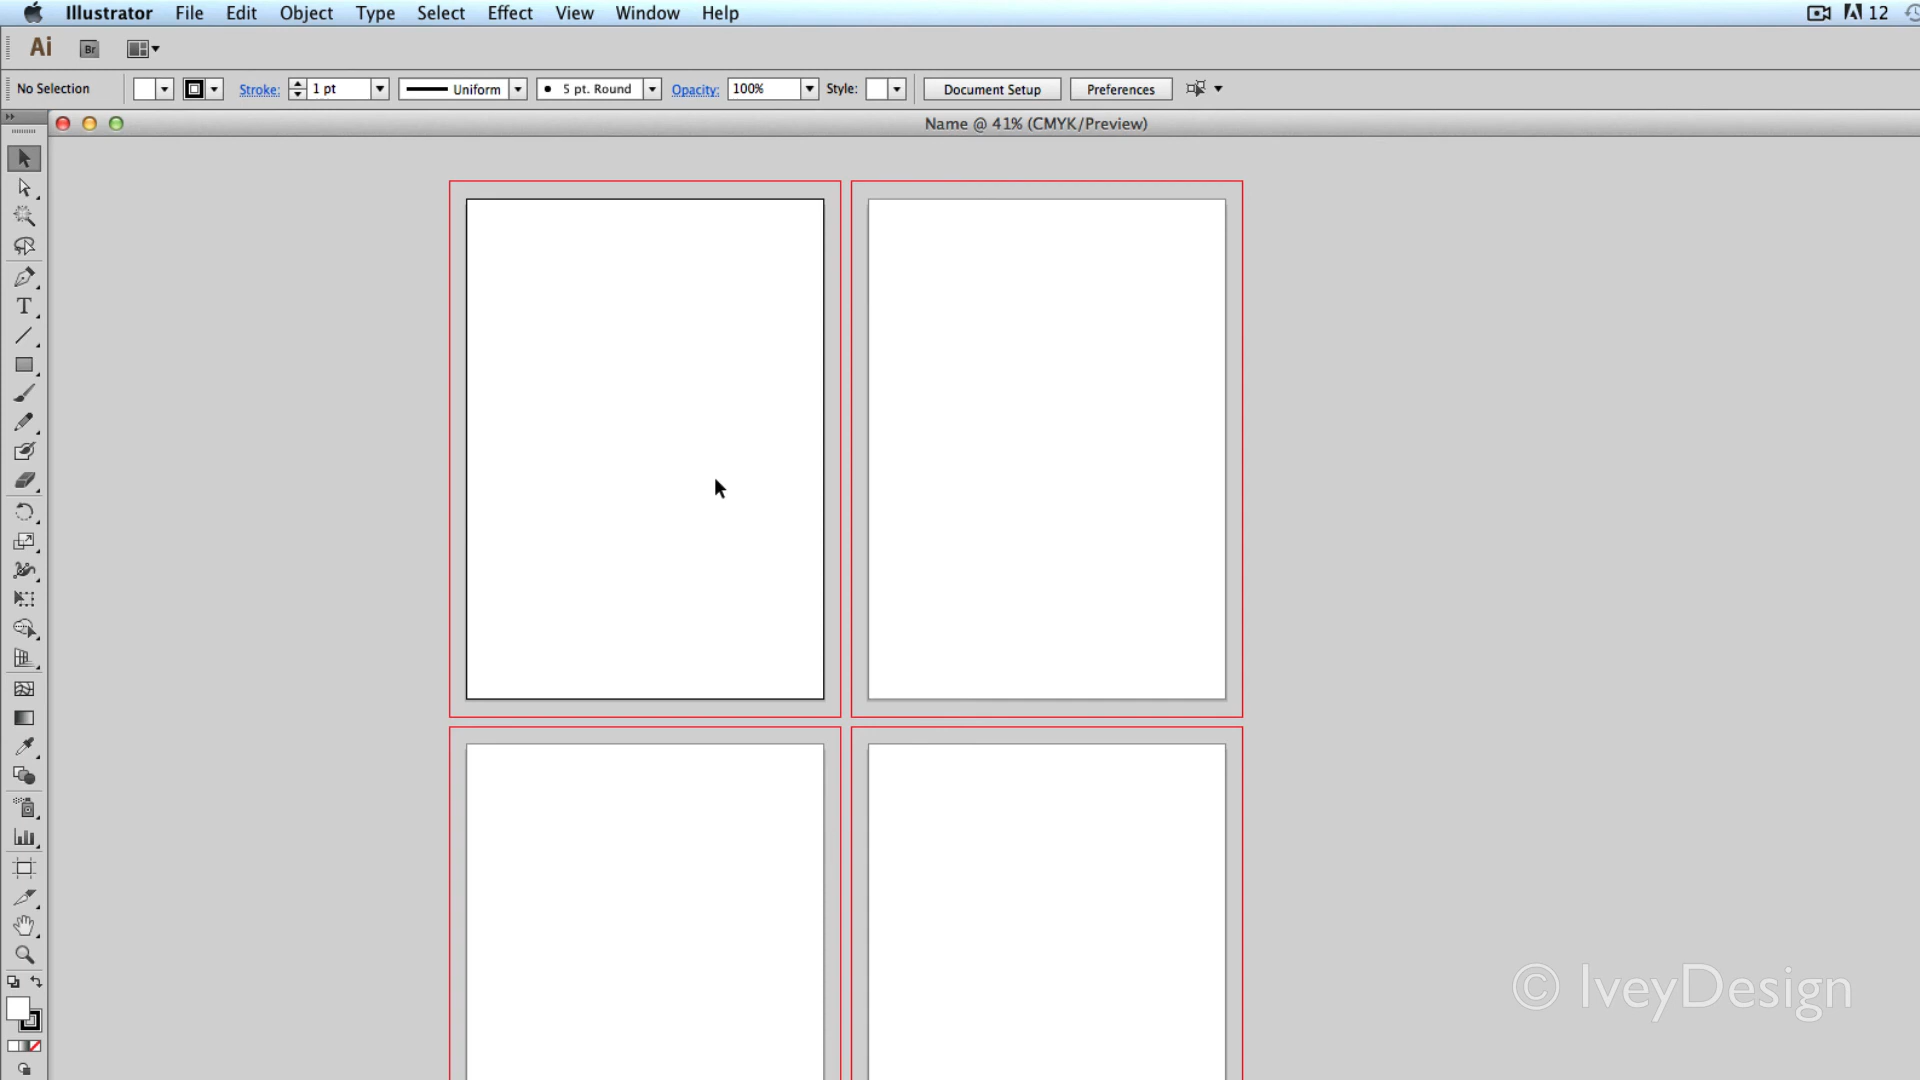 Illustrator File Edit Object Type Select Effect View Window Help 12
Ai Br
No Selection Stroke: 1 pt Uniform 5 pt. Round Opacity: 100% Style: Document Setup Preferences
Name @ 41% (CMYK/Preview)
T
© IveyDesign